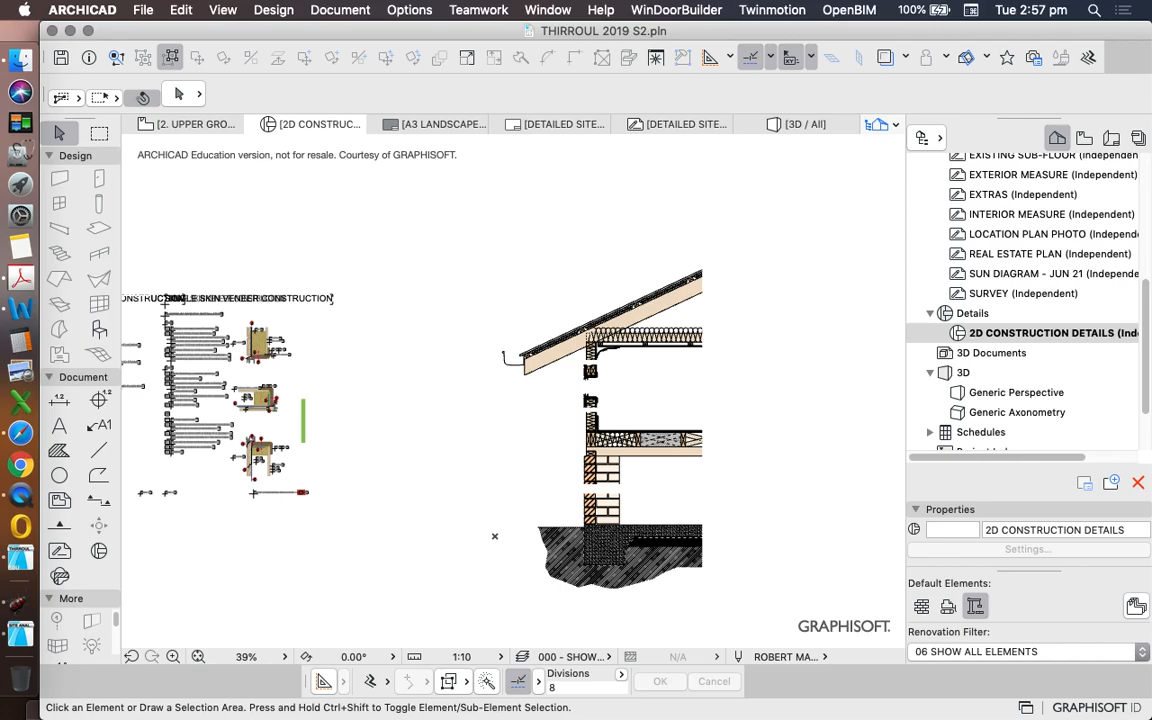 ARCHICAD File Edit View Design Document Options Teamwork Window Help WinDoorBuilder Twinmotion OpenBIM 100% Tue 2:57 pm
THIRROUL 2019 S2.pln
[2. UPPER GRO... [2D CONSTRUC... [A3 LANDSCAPE... [DETAILED SITE... [DETAILED SITE... [3D / All]
ARCHICAD Education version, not for resale. Courtesy of GRAPHISOFT.
Design
Document
A1
1.2
More
EXISTING SUB-FLOOR (Independen
EXTERIOR MEASURE (Independent)
EXTRAS (Independent)
INTERIOR MEASURE (Independent)
LOCATION PLAN PHOTO (Independe
REAL ESTATE PLAN (Independent)
SUN DIAGRAM - JUN 21 (Independe
SURVEY (Independent)
Details
2D CONSTRUCTION DETAILS (Inde
3D Documents
3D
Generic Perspective
Generic Axonometry
Schedules
Properties
2D CONSTRUCTION DETAILS
Settings...
Default Elements:
Renovation Filter:
06 SHOW ALL ELEMENTS
GRAPHISOFT.
39% 0.00° 1:10 000 - SHOW... N/A ROBERT MA...
Divisions
8
OK Cancel
Click an Element or Draw a Selection Area. Press and Hold Ctrl+Shift to Toggle Element/Sub-Element Selection.
GRAPHISOFT ID